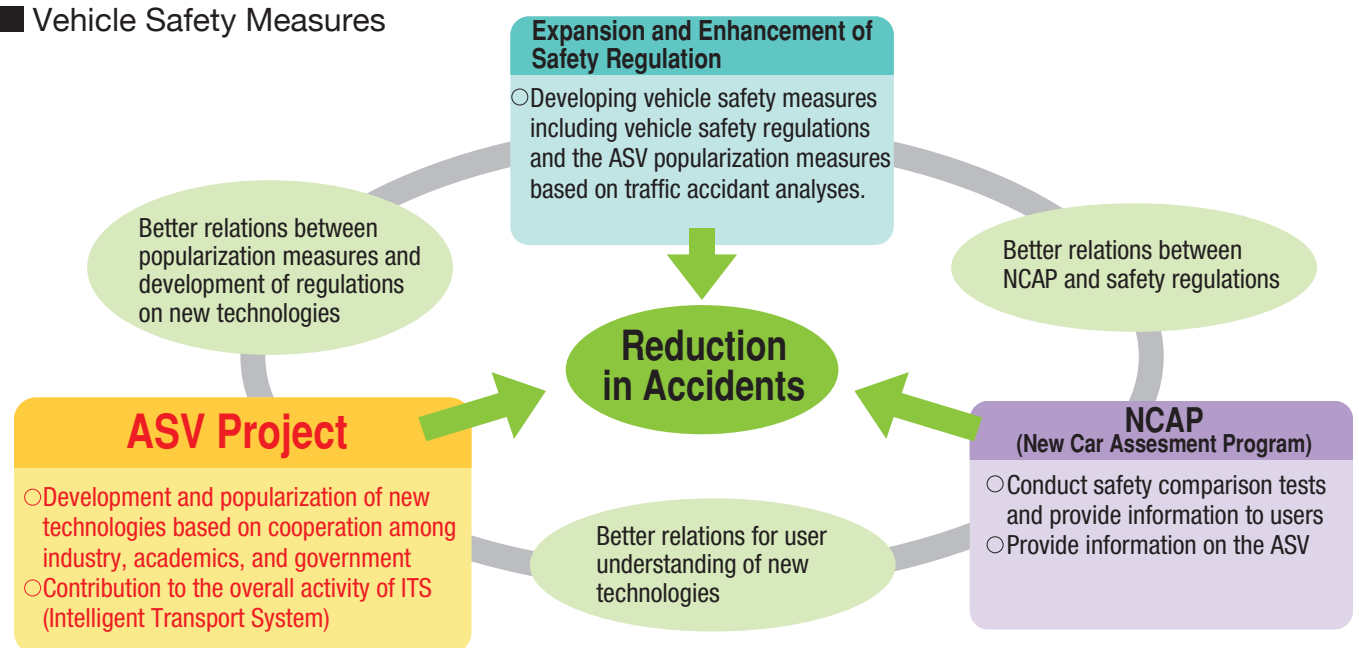 ■ Vehicle Safety Measures
Expansion and Enhancement of
Safety Regulation
○Developing vehicle safety measures
including vehicle safety regulations
and the ASV popularization measures
based on traffic accidant analyses.
Better relations between
popularization measures and
development of regulations
on new technologies
Better relations between
NCAP and safety regulations
Reduction
in Accidents
ASV Project
○Development and popularization of new
technologies based on cooperation among
industry, academics, and government
○Contribution to the overall activity of ITS
(Intelligent Transport System)
NCAP
(New Car Assesment Program)
○Conduct safety comparison tests
and provide information to users
○Provide information on the ASV
Better relations for user
understanding of new
technologies